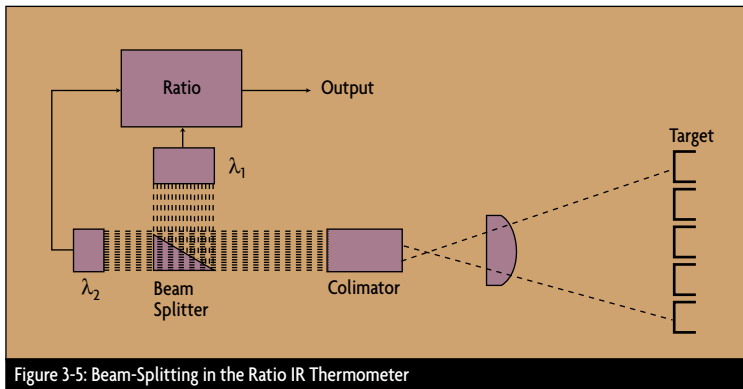 Ratio
Output
Target
λ1
λ2
Beam
Splitter
Colimator
Figure 3-5: Beam-Splitting in the Ratio IR Thermometer